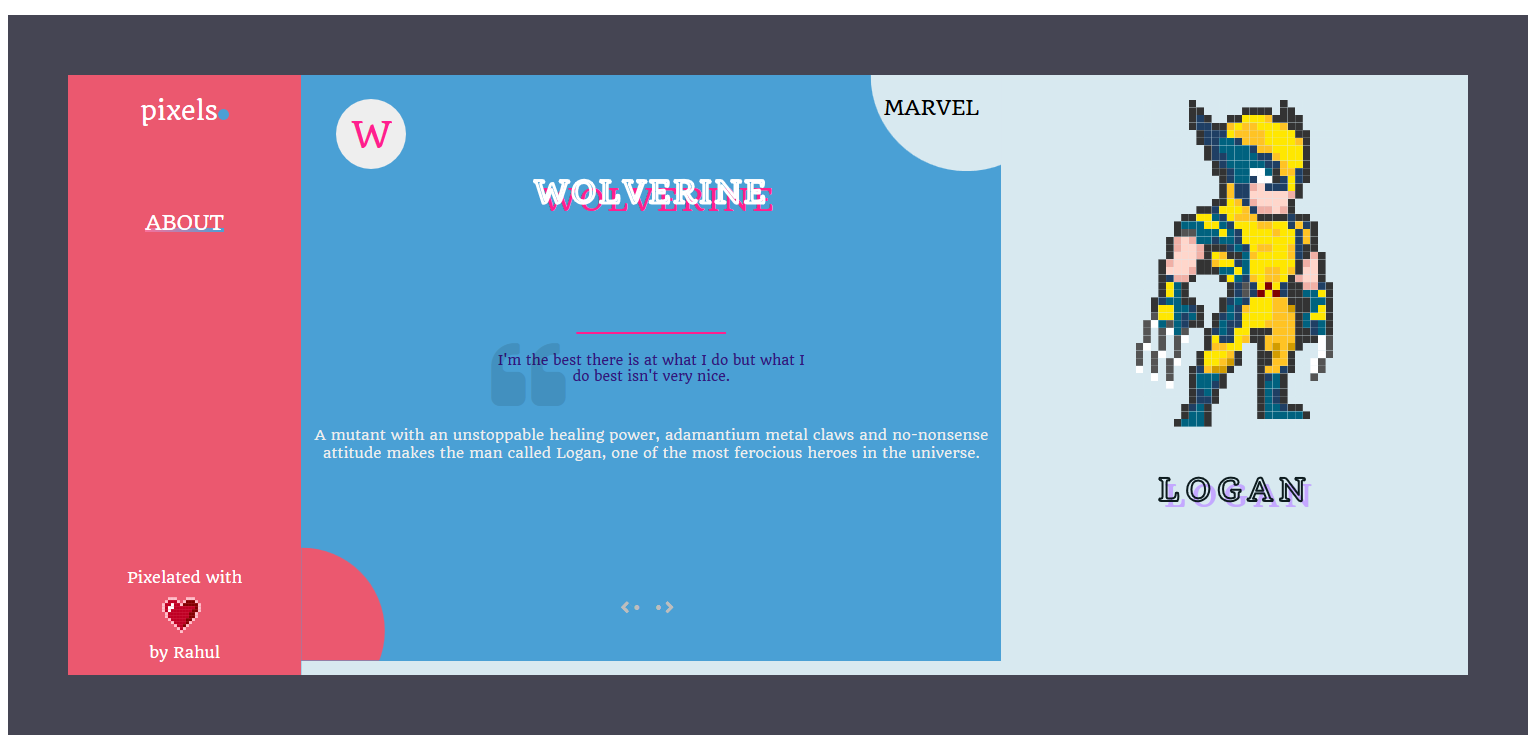 pixels.
ABOUT
Pixelated with
by Rahul
W
MARVEL
WOLVERINE
I'm the best there is at what I do but what I
do best isn't very nice.
A mutant with an unstoppable healing power, adamantium metal claws and no-nonsense
attitude makes the man called Logan, one of the most ferocious heroes in the universe.
LOGAN